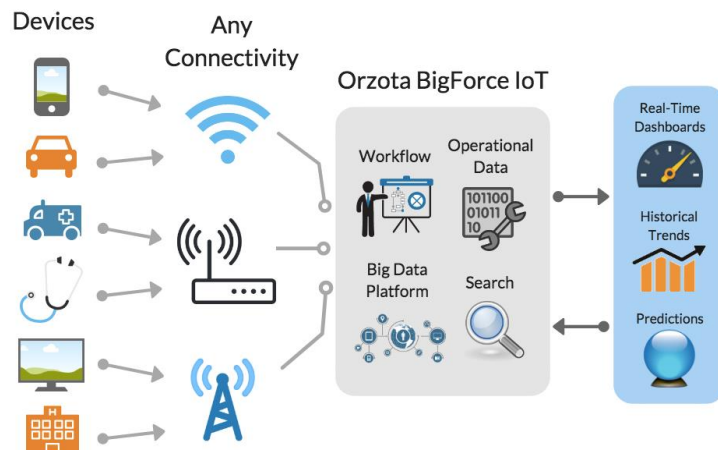 Devices
Any
Connectivity
Orzota BigForce IoT
Workflow
Operational
Data
101100
01011
10
Big Data
Platform
Search
Real-Time
Dashboards
Historical
Trends
Predictions
H